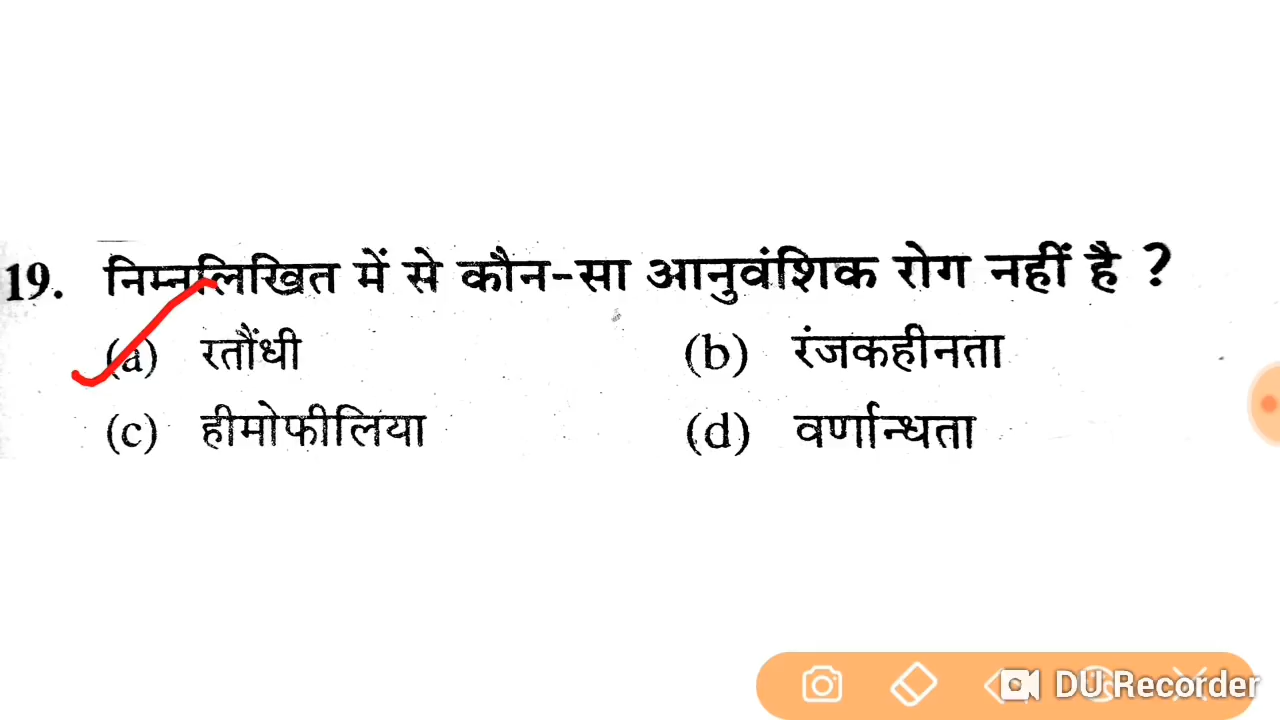 19. निम्नलिखित में से कौन-सा आनुवंशिक रोग नहीं है ?
(a) रतौंधी (b) रंजकहीनता
(c) हीमोफीलिया (d) वर्णान्धता
DU Recorder